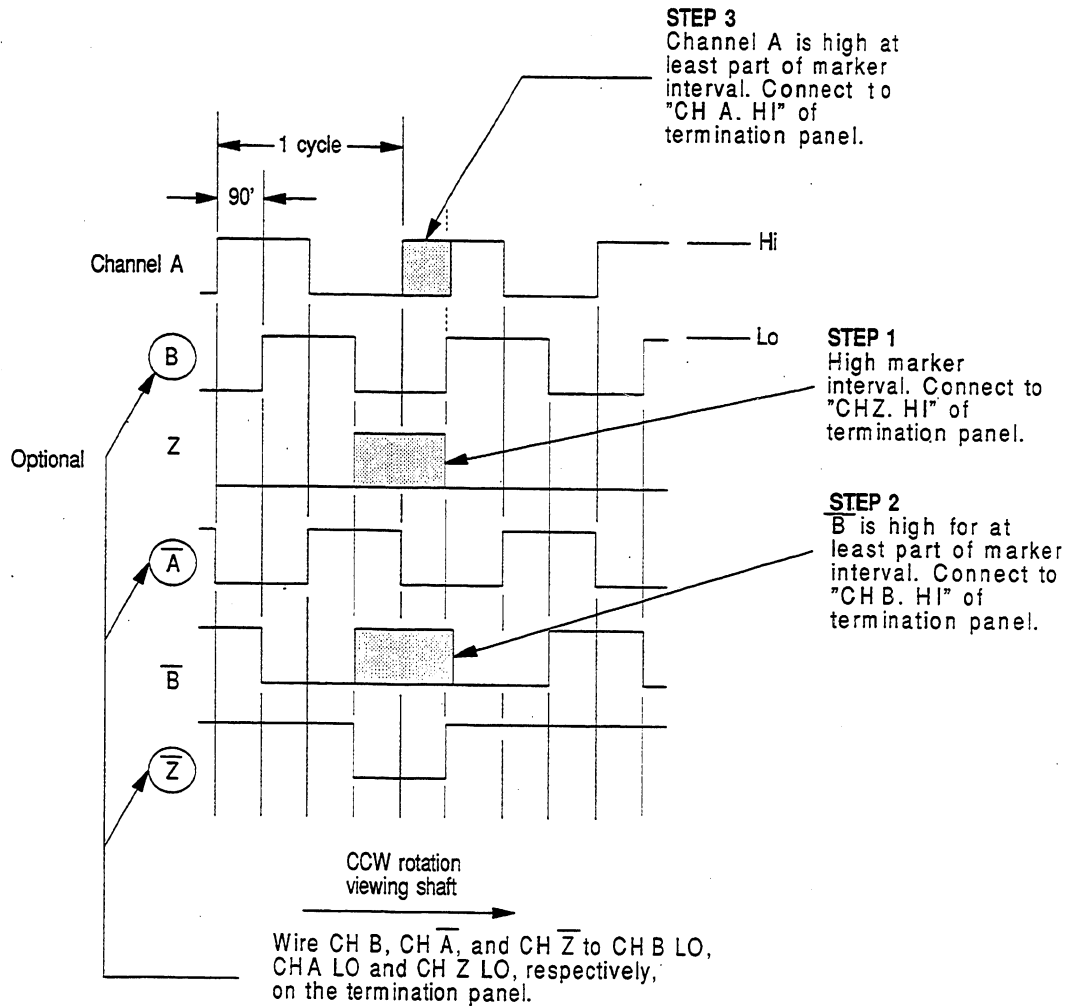 STEP 3
Channel A is high at
least part of marker
interval. Connect to
"CH A. HI" of
termination panel.
1 cycle
90'
Channel A
Hi
B
Lo
STEP 1
High marker
interval. Connect to
"CHZ. HI" of
termination panel.
Optional
Z
STEP 2
B̅ is high for at
least part of marker
interval. Connect to
"CH B. HI" of
termination panel.
A̅
B̅
Z̅
CCW rotation
viewing shaft
Wire CH B, CH A̅, and CH Z̅ to CH B LO,
CHA LO and CH Z LO, respectively,
on the termination panel.